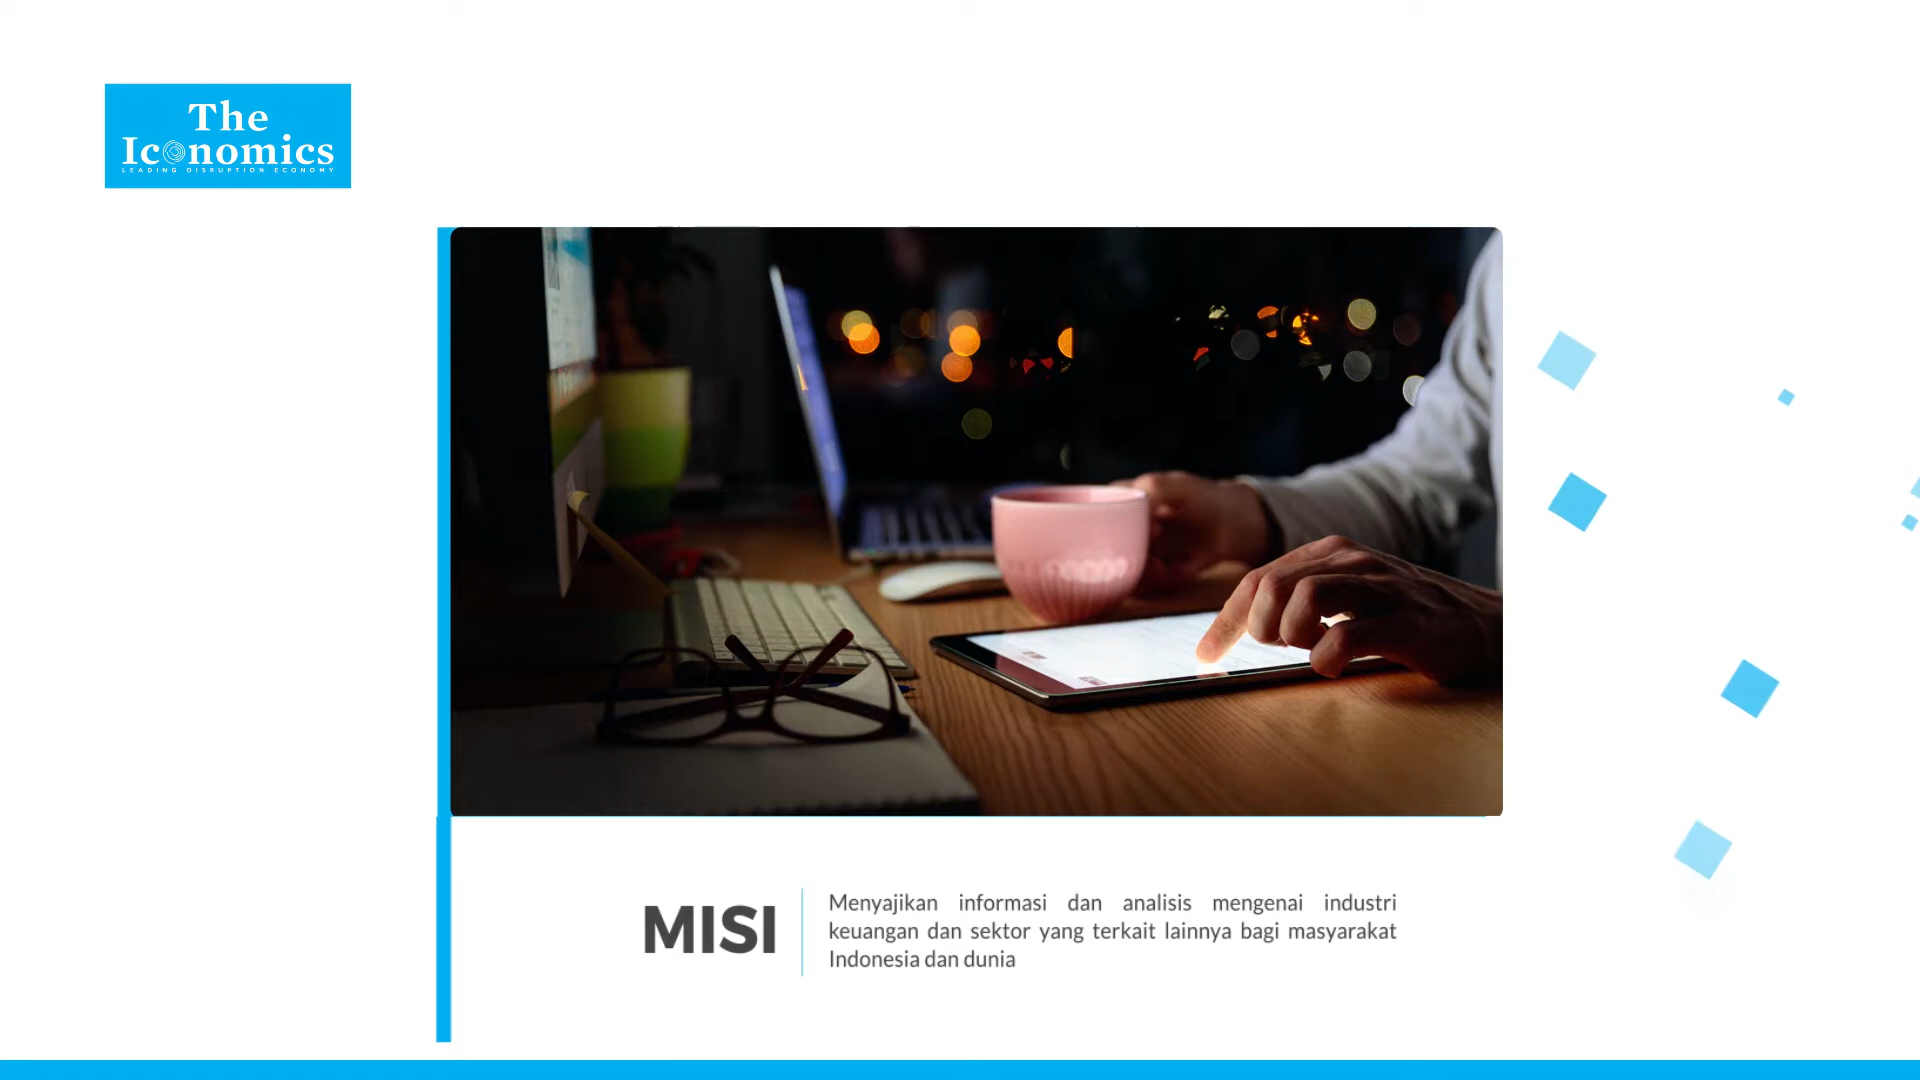 The
Iconomics
LEADING DISRUPTION ECONOMY
MISI
Menyajikan informasi dan analisis mengenai industri
keuangan dan sektor yang terkait lainnya bagi masyarakat
Indonesia dan dunia